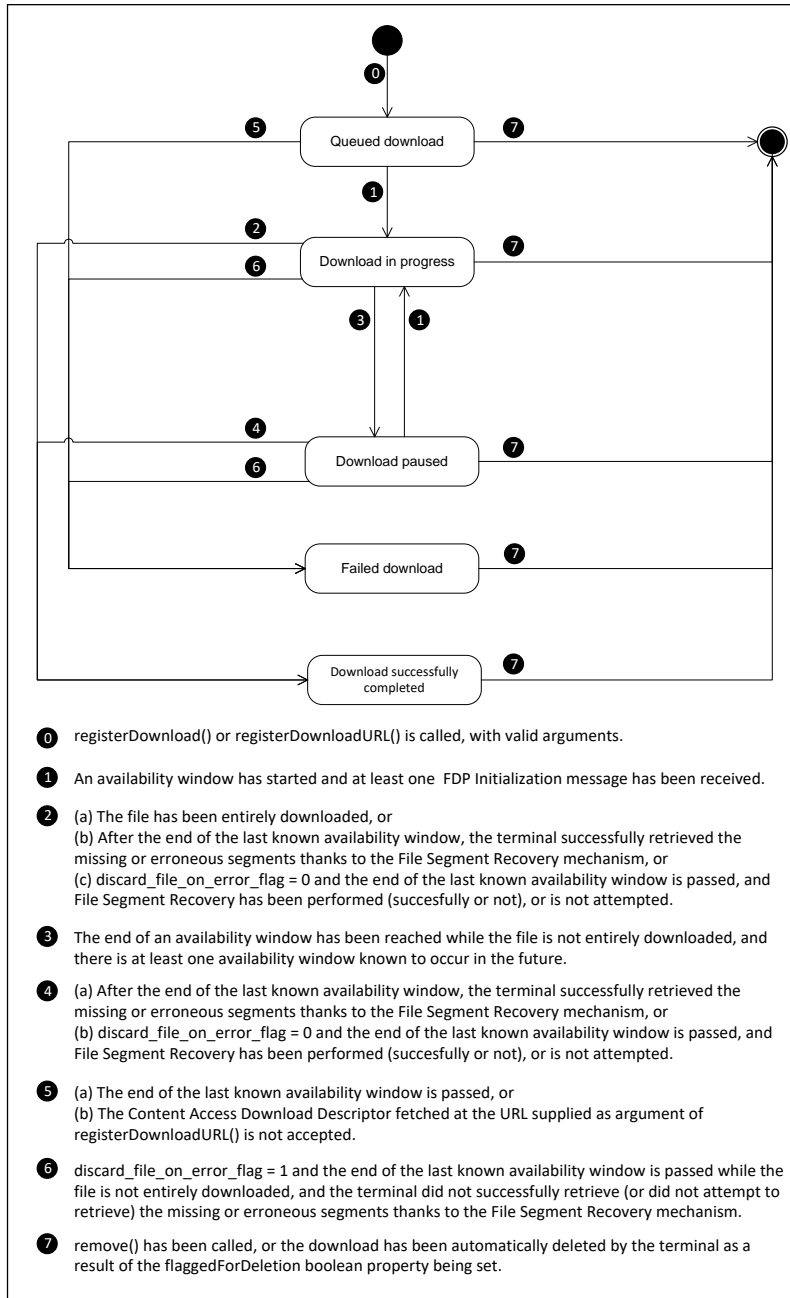 0
5
Queued download
7
1
2
Download in progress
7
6
3
1
4
Download paused
7
6
Failed download
7
Download successfully
completed
7
0 registerDownload() or registerDownloadURL() is called, with valid arguments.
1 An availability window has started and at least one FDP Initialization message has been received.
2 (a) The file has been entirely downloaded, or
(b) After the end of the last known availability window, the terminal successfully retrieved the
missing or erroneous segments thanks to the File Segment Recovery mechanism, or
(c) discard_file_on_error_flag = 0 and the end of the last known availability window is passed, and
File Segment Recovery has been performed (succesfully or not), or is not attempted.
3 The end of an availability window has been reached while the file is not entirely downloaded, and
there is at least one availability window known to occur in the future.
4 (a) After the end of the last known availability window, the terminal successfully retrieved the
missing or erroneous segments thanks to the File Segment Recovery mechanism, or
(b) discard_file_on_error_flag = 0 and the end of the last known availability window is passed, and
File Segment Recovery has been performed (succesfully or not), or is not attempted.
5 (a) The end of the last known availability window is passed, or
(b) The Content Access Download Descriptor fetched at the URL supplied as argument of
registerDownloadURL() is not accepted.
6 discard_file_on_error_flag = 1 and the end of the last known availability window is passed while the
file is not entirely downloaded, and the terminal did not successfully retrieve (or did not attempt to
retrieve) the missing or erroneous segments thanks to the File Segment Recovery mechanism.
7 remove() has been called, or the download has been automatically deleted by the terminal as a
result of the flaggedForDeletion boolean property being set.